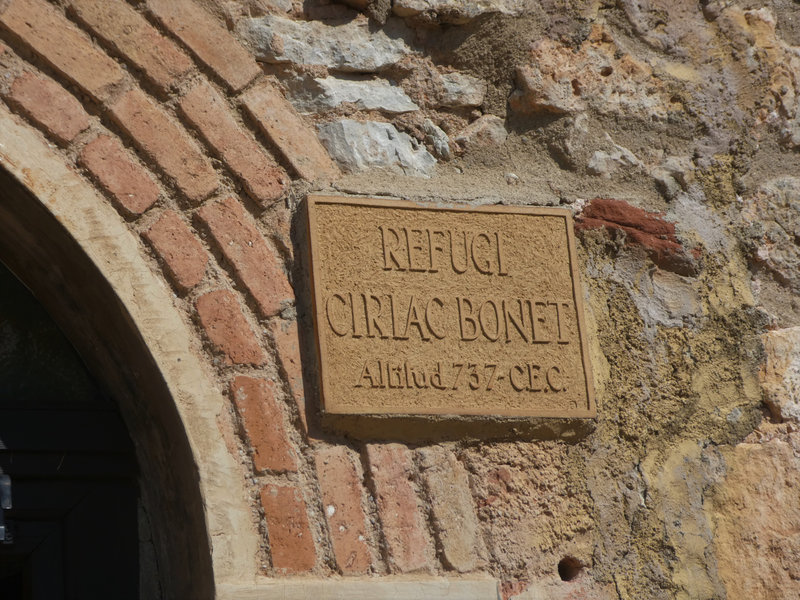 REFUGI
CIRIAC BONET
Altitud 737-C.E.C.